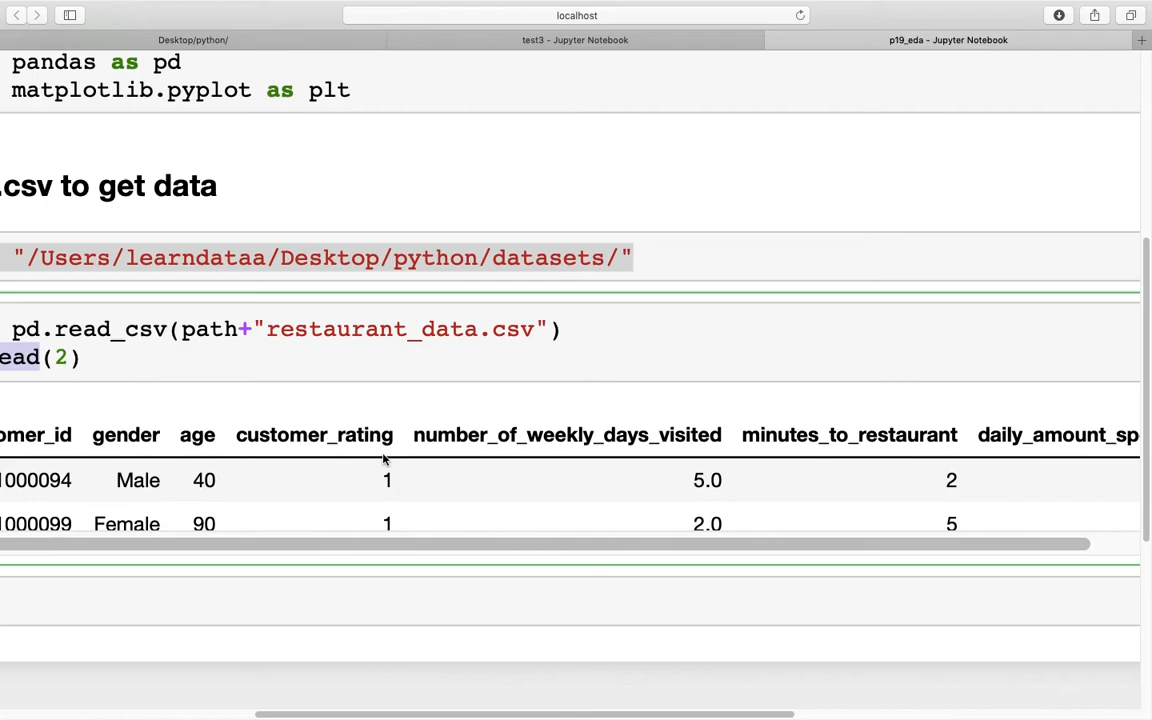 localhost
Desktop/python/
test3 - Jupyter Notebook
p19_eda - Jupyter Notebook
pandas as pd
matplotlib.pyplot as plt
.csv to get data
"/Users/learndataa/Desktop/python/datasets/"
pd.read_csv(path+"restaurant_data.csv")
ead(2)
omer_id gender age customer_rating number_of_weekly_days_visited minutes_to_restaurant daily_amount_sp
1000094 Male 40 1 5.0 2
1000099 Female 90 1 2.0 5